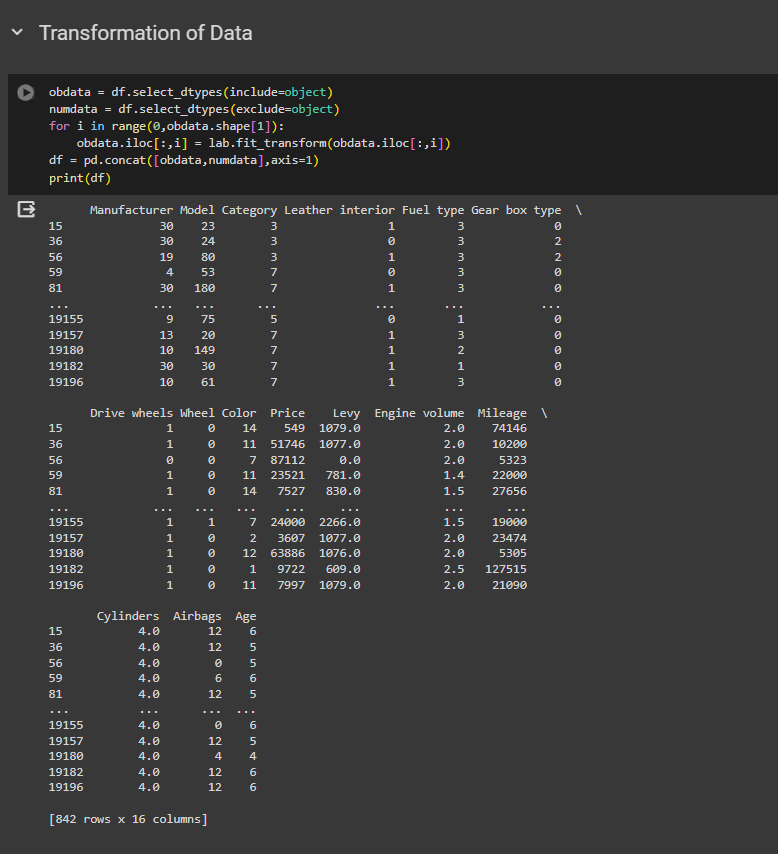 Transformation of Data
obdata = df.select_dtypes(include=object)
numdata = df.select_dtypes(exclude=object)
for i in range(0,obdata.shape[1]):
    obdata.iloc[:,i] = lab.fit_transform(obdata.iloc[:,i])
df = pd.concat([obdata,numdata],axis=1)
print(df)
Manufacturer Model Category Leather interior Fuel type Gear box type \
15 30 23 3 1 3 0
36 30 24 3 0 3 2
56 19 80 3 1 3 2
59 4 53 7 0 3 0
81 30 180 7 1 3 0
... ... ... ... ... ... ...
19155 9 75 5 0 1 0
19157 13 20 7 1 3 0
19180 10 149 7 1 2 0
19182 30 30 7 1 1 0
19196 10 61 7 1 3 0
Drive wheels Wheel Color Price Levy Engine volume Mileage \
15 1 0 14 549 1079.0 2.0 74146
36 1 0 11 51746 1077.0 2.0 10200
56 0 0 7 87112 0.0 2.0 5323
59 1 0 11 23521 781.0 1.4 22000
81 1 0 14 7527 830.0 1.5 27656
... ... ... ... ... ... ... ...
19155 1 1 7 24000 2266.0 1.5 19000
19157 1 0 2 3607 1077.0 2.0 23474
19180 1 0 12 63886 1076.0 2.0 5305
19182 1 0 1 9722 609.0 2.5 127515
19196 1 0 11 7997 1079.0 2.0 21090
Cylinders Airbags Age
15 4.0 12 6
36 4.0 12 5
56 4.0 0 5
59 4.0 6 6
81 4.0 12 5
... ... ... ...
19155 4.0 0 6
19157 4.0 12 5
19180 4.0 4 4
19182 4.0 12 6
19196 4.0 12 6
[842 rows x 16 columns]